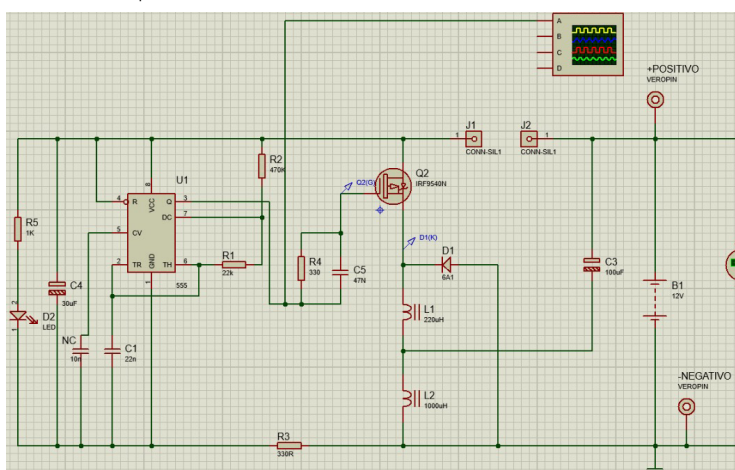 A
B
C
D
+POSITIVO
VEROPIN
J1
1
CONN-SIL1
J2
1
CONN-SIL1
R2
470K
U1
8
4
R
VCC
Q
3
DC
7
5
CV
2
TR
GND
TH
6
1
555
Q2(G)
Q2
IRF9540N
D1(K)
R5
1K
R1
22k
R4
330
C5
47N
D1
6A1
C3
100uF
B1
12V
C4
30uF
2
D2
LED
1
NC
10n
C1
22n
L1
220uH
L2
1000uH
-NEGATIVO
VEROPIN
R3
330R